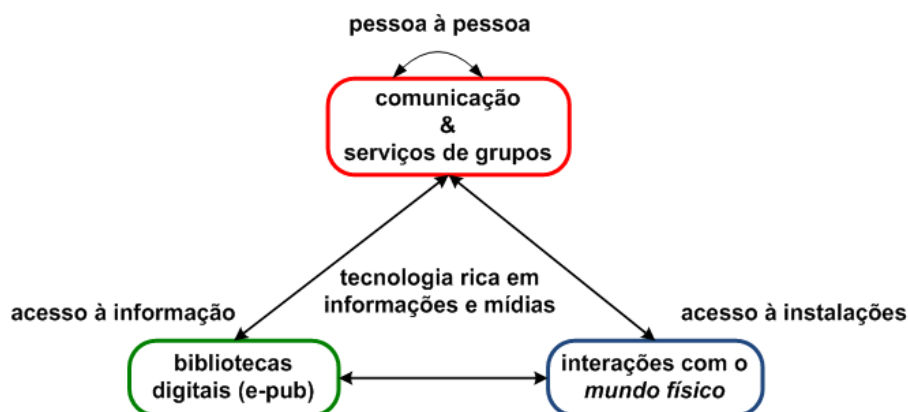 pessoa à pessoa
comunicação
&
serviços de grupos
tecnologia rica em
informações e mídias
acesso à informação
acesso à instalações
bibliotecas
digitais (e-pub)
interações com o
mundo físico